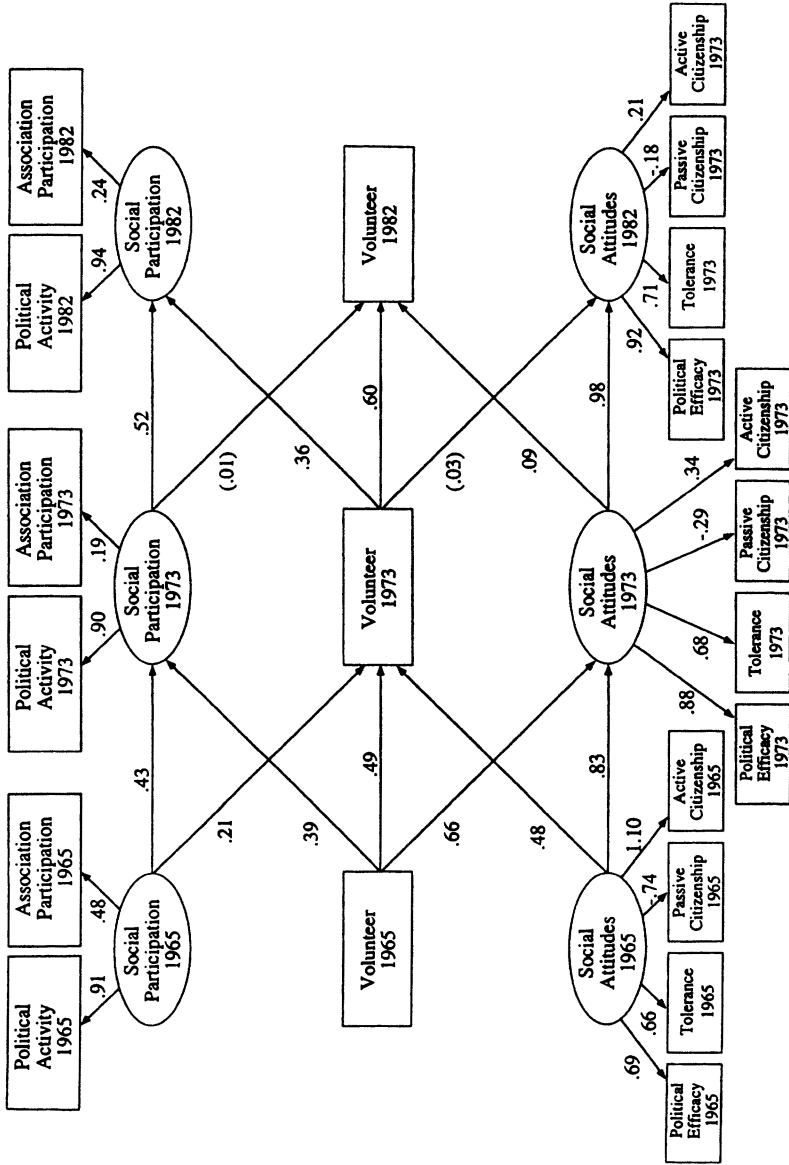 Political
Activity
1965
Association
Participation
1965
Political
Activity
1973
Association
Participation
1973
Political
Activity
1982
Association
Participation
1982
.91
.48
.90
.19
.94
.24
Social
Participation
1965
.43
Social
Participation
1973
.52
Social
Participation
1982
.21
(.01)
.39
.36
Volunteer
1965
.49
Volunteer
1973
.60
Volunteer
1982
.66
(.03)
.48
.09
Social
Attitudes
1965
.83
Social
Attitudes
1973
.98
Social
Attitudes
1982
.69
.66
-.74
1.10
.88
.68
-.29
.34
.92
.71
-.18
.21
Political
Efficacy
1965
Tolerance
1965
Passive
Citizenship
1965
Active
Citizenship
1965
Political
Efficacy
1973
Tolerance
1973
Passive
Citizenship
1973
Active
Citizenship
1973
Political
Efficacy
1973
Tolerance
1973
Passive
Citizenship
1973
Active
Citizenship
1973